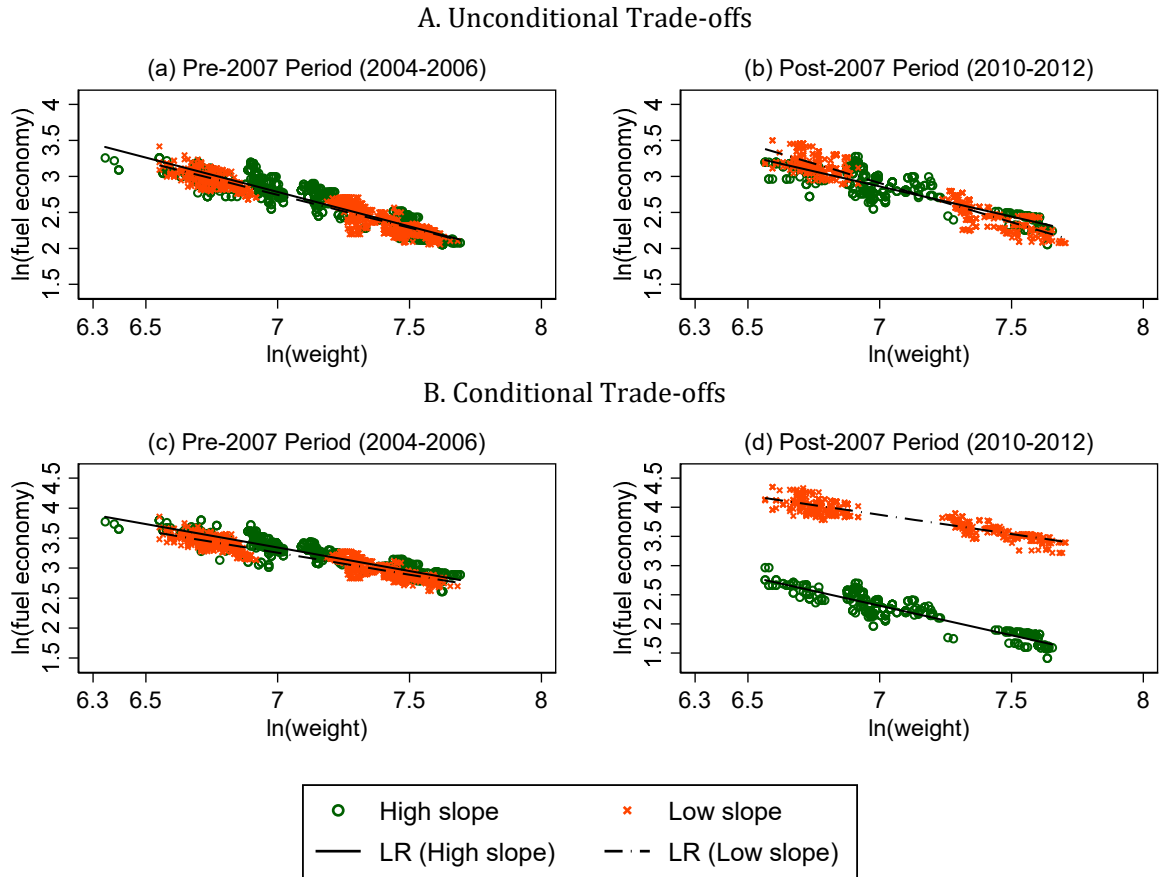 A. Unconditional Trade-offs
(a) Pre-2007 Period (2004-2006)
ln(fuel economy)
4
3.5
3
2.5
2
1.5
6.3 6.5 7 7.5 8
ln(weight)
(b) Post-2007 Period (2010-2012)
ln(fuel economy)
4
3.5
3
2.5
2
1.5
6.3 6.5 7 7.5 8
ln(weight)
B. Conditional Trade-offs
(c) Pre-2007 Period (2004-2006)
ln(fuel economy)
4.5
4
3.5
3
2.5
2
1.5
6.3 6.5 7 7.5 8
ln(weight)
(d) Post-2007 Period (2010-2012)
ln(fuel economy)
4.5
4
3.5
3
2.5
2
1.5
6.3 6.5 7 7.5 8
ln(weight)
High slope Low slope
LR (High slope) LR (Low slope)